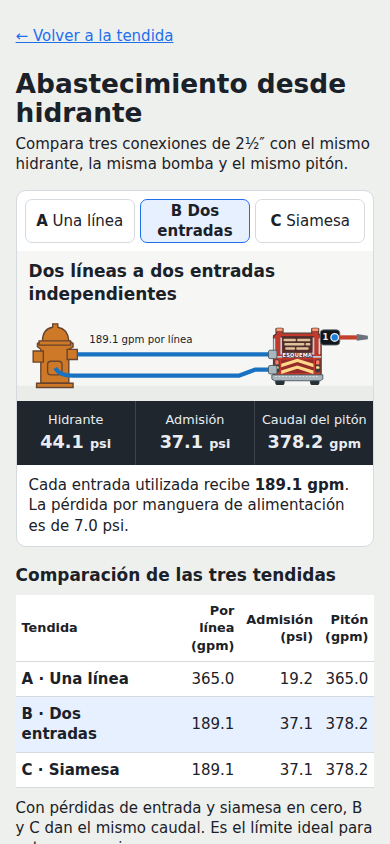 ← Volver a la tendida
Abastecimiento desde
hidrante
Compara tres conexiones de 2½″ con el mismo
hidrante, la misma bomba y el mismo pitón.
A Una línea
B Dos
entradas
C Siamesa
Dos líneas a dos entradas
independientes
189.1 gpm por línea
1
ESQUEMA
Hidrante
44.1 psi
Admisión
37.1 psi
Caudal del pitón
378.2 gpm
Cada entrada utilizada recibe 189.1 gpm.
La pérdida por manguera de alimentación
es de 7.0 psi.
Comparación de las tres tendidas
Tendida Por línea (gpm) Admisión (psi) Pitón (gpm)
A · Una línea 365.0 19.2 365.0
B · Dos entradas 189.1 37.1 378.2
C · Siamesa 189.1 37.1 378.2
Con pérdidas de entrada y siamesa en cero, B
y C dan el mismo caudal. Es el límite ideal para